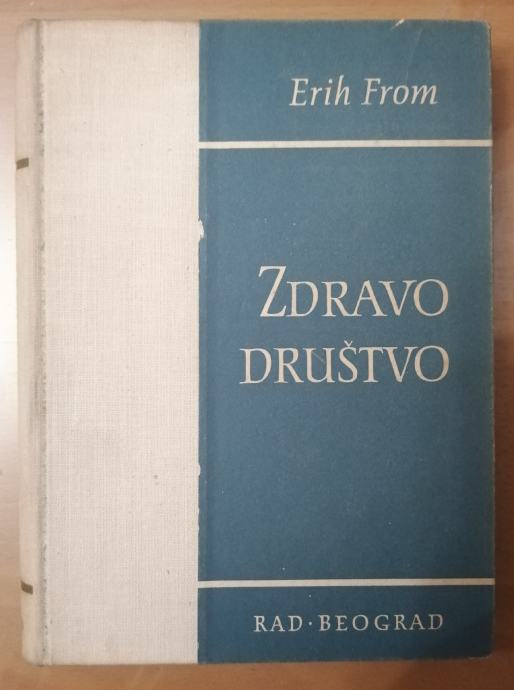 Erih From
ZDRAVO
DRUŠTVO
RAD · BEOGRAD